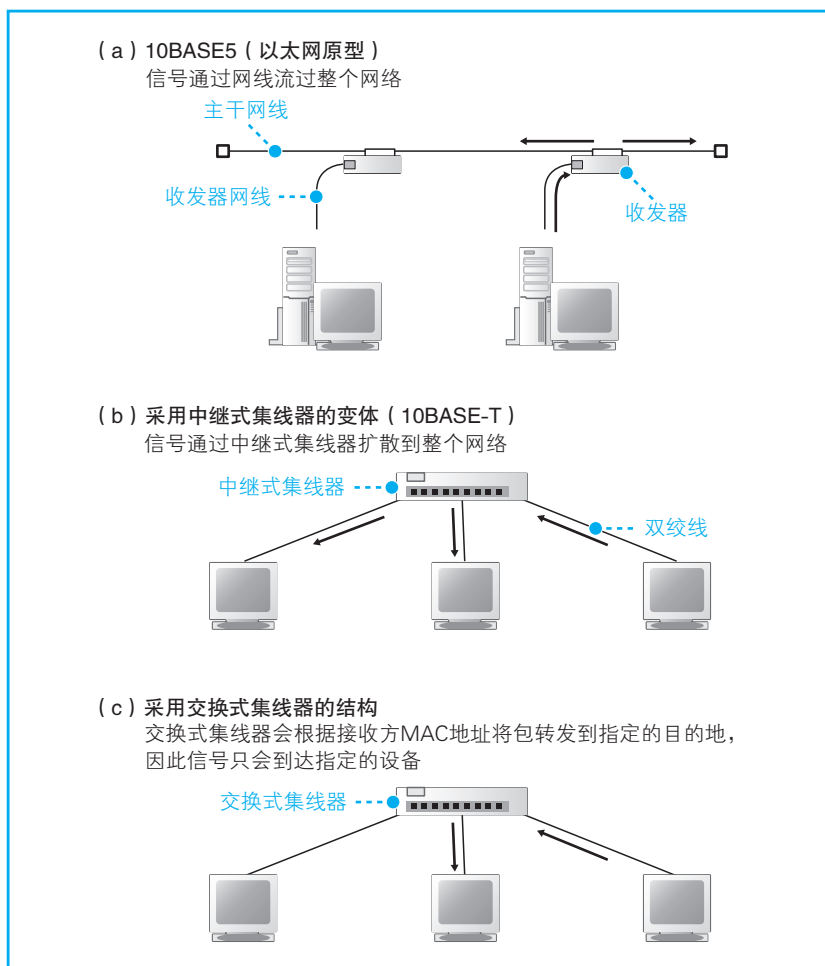 （a）10BASE5（以太网原型）
信号通过网线流过整个网络
主干网线
收发器网线
收发器
（b）采用中继式集线器的变体（10BASE-T）
信号通过中继式集线器扩散到整个网络
中继式集线器
双绞线
（c）采用交换式集线器的结构
交换式集线器会根据接收方MAC地址将包转发到指定的目的地，
因此信号只会到达指定的设备
交换式集线器